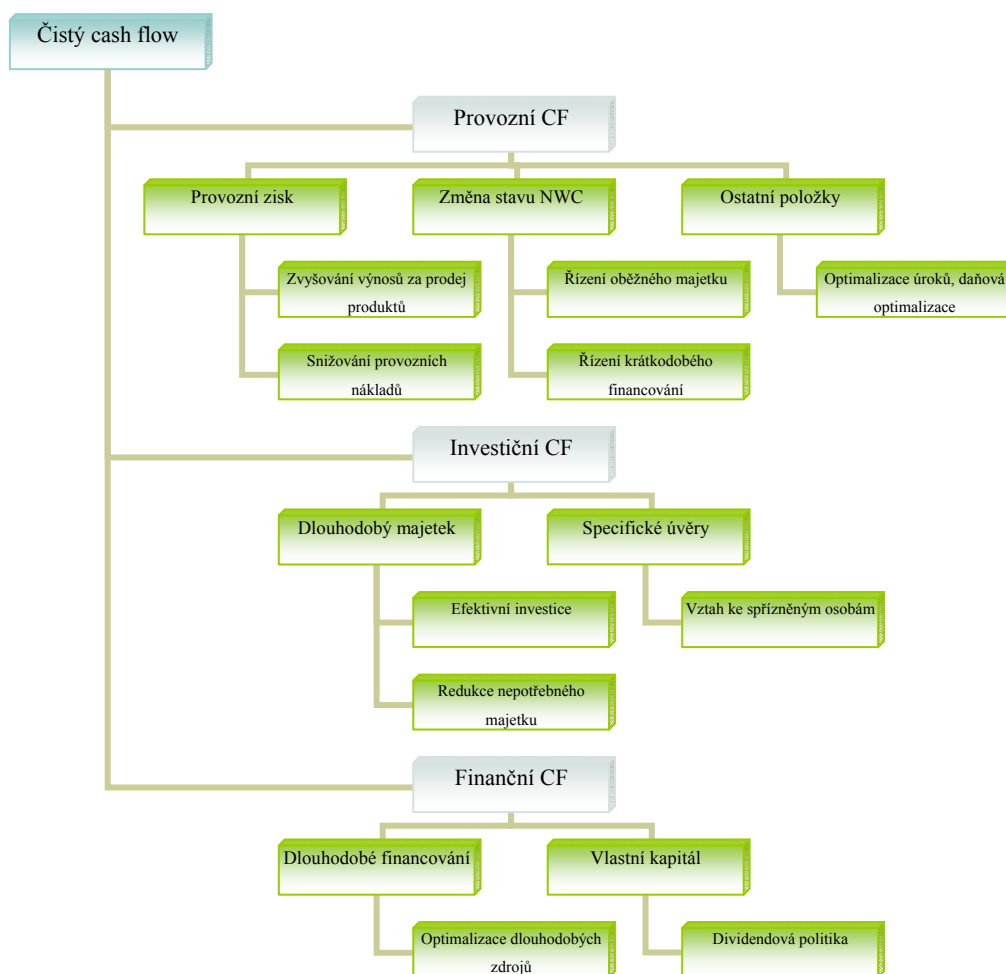 Čistý cash flow
Provozní CF
Provozní zisk
Změna stavu NWC
Ostatní položky
Zvyšování výnosů za prodej
produktů
Řízení oběžného majetku
Optimalizace úroků, daňová
optimalizace
Snižování provozních
nákladů
Řízení krátkodobého
financování
Investiční CF
Dlouhodobý majetek
Specifické úvěry
Efektivní investice
Vztah ke spřízněným osobám
Redukce nepotřebného
majetku
Finanční CF
Dlouhodobé financování
Vlastní kapitál
Optimalizace dlouhodobých
zdrojů
Dividendová politika